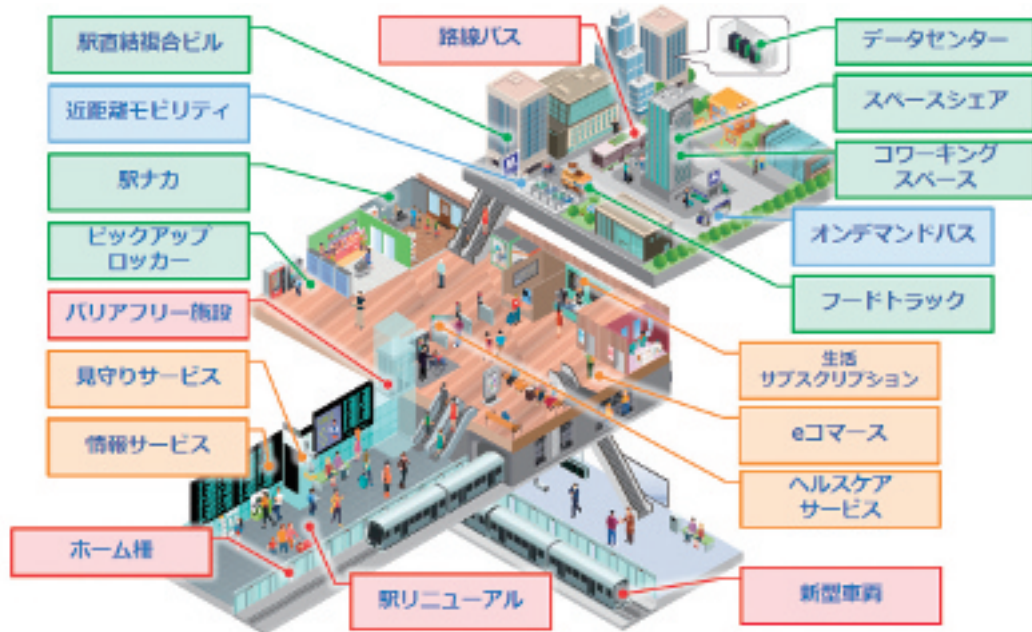 駅直結複合ビル
路線バス
データセンター
近距離モビリティ
スペースシェア
駅ナカ
コワーキング
スペース
ピックアップ
ロッカー
オンデマンドバス
バリアフリー施設
フードトラック
見守りサービス
生活
サブスクリプション
情報サービス
eコマース
ヘルスケア
サービス
ホーム柵
駅リニューアル
新型車両